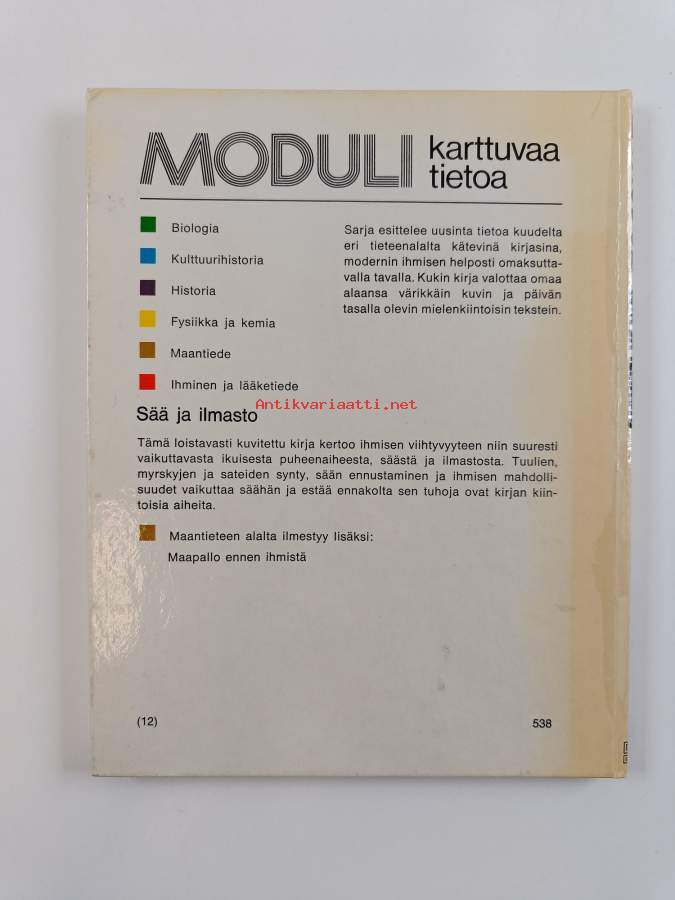 MODULI karttuvaa
tietoa
Biologia
Kulttuurihistoria
Historia
Fysiikka ja kemia
Maantiede
Ihminen ja lääketiede
Sarja esittelee uusinta tietoa kuudelta
eri tieteenalalta kätevinä kirjasina,
modernin ihmisen helposti omaksutta-
valla tavalla. Kukin kirja valottaa omaa
alaansa värikkäin kuvin ja päivän
tasalla olevin mielenkiintoisin tekstein.
Antikvariaatti.net
Sää ja ilmasto
Tämä loistavasti kuvitettu kirja kertoo ihmisen viihtyvyyteen niin suuresti
vaikuttavasta ikuisesta puheenaiheesta, säästä ja ilmastosta. Tuulien,
myrskyjen ja sateiden synty, sään ennustaminen ja ihmisen mahdolli-
suudet vaikuttaa säähän ja estää ennakolta sen tuhoja ovat kirjan kiin-
toisia aiheita.
Maantieteen alalta ilmestyy lisäksi:
Maapallo ennen ihmistä
(12)
538